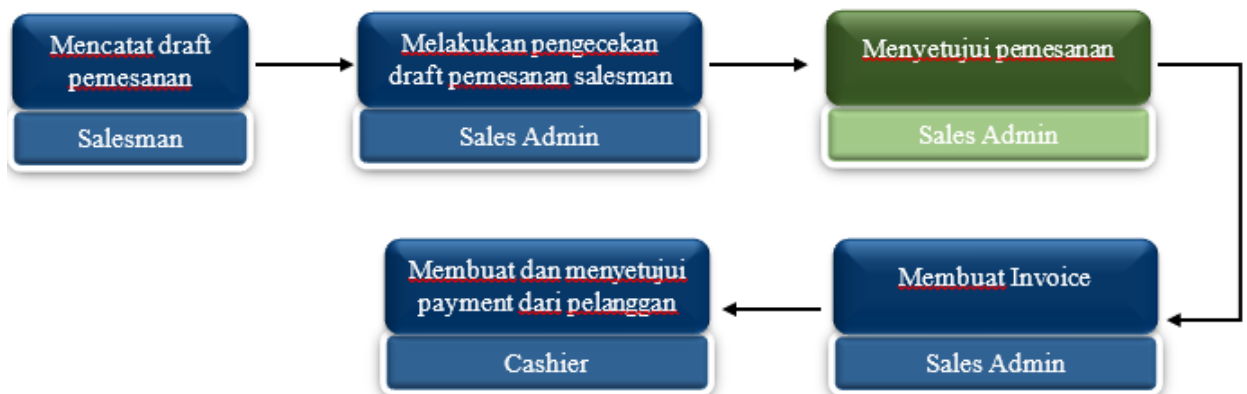 Mencatat draft
pemesanan
Salesman
Melakukan pengecekan
draft pemesanan salesman
Sales Admin
Menyetujui pemesanan
Sales Admin
Membuat Invoice
Sales Admin
Membuat dan menyetujui
payment dari pelanggan
Cashier